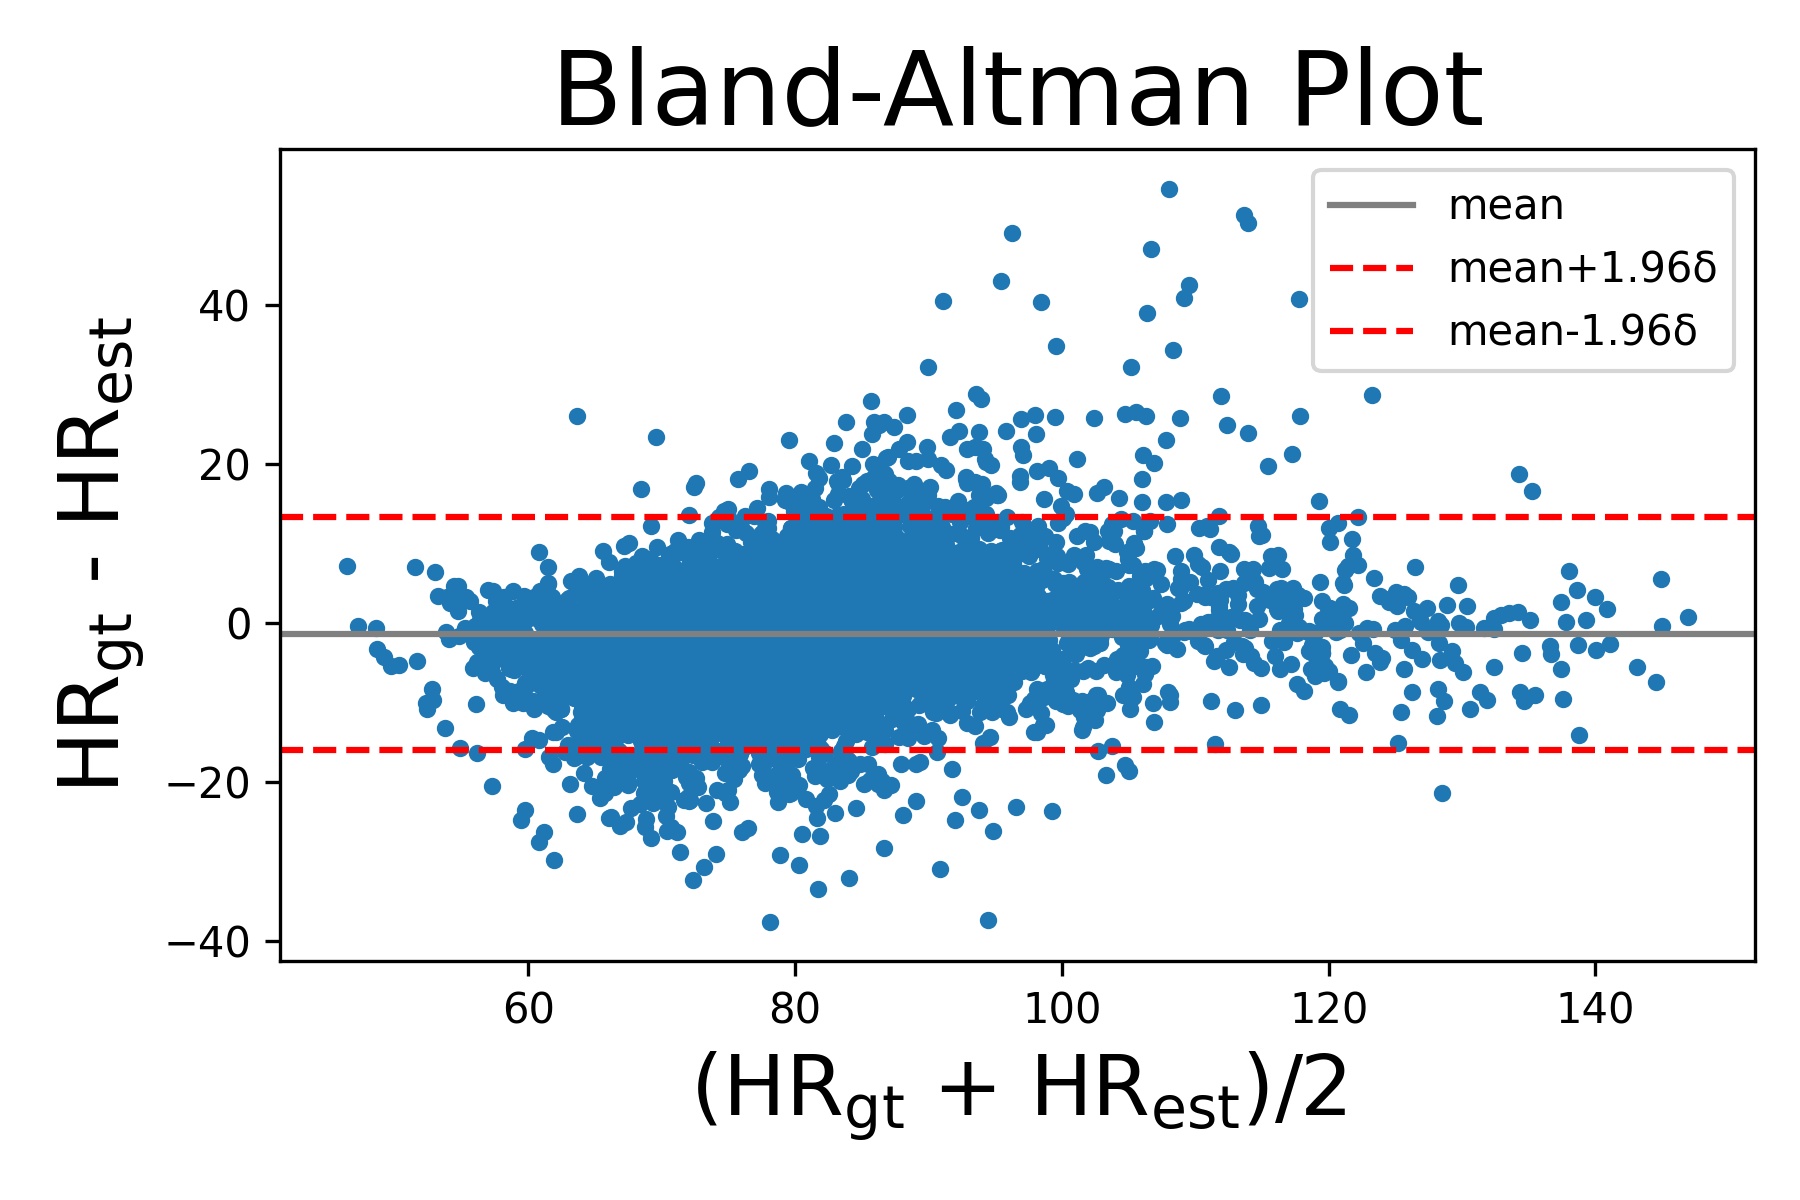 Bland-Altman Plot
HRgt - HRest
mean
mean+1.96δ
mean-1.96δ
40
20
0
−20
−40
60 80 100 120 140
(HRgt + HRest)/2